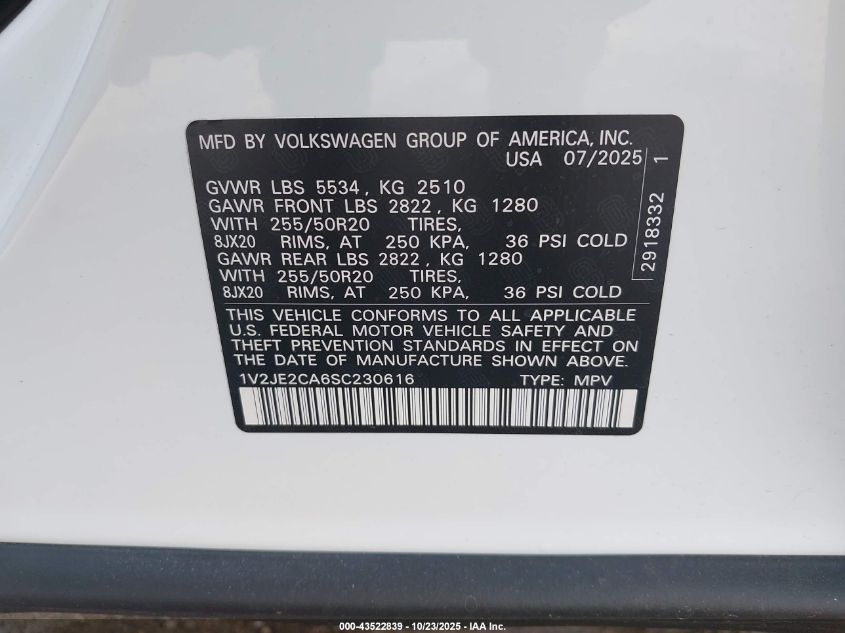 MFD BY VOLKSWAGEN GROUP OF AMERICA, INC.
USA 07/2025
GVWR LBS 5534, KG 2510
GAWR FRONT LBS 2822, KG 1280
WITH 255/50R20 TIRES,
8JX20 RIMS, AT 250 KPA, 36 PSI COLD
GAWR REAR LBS 2822, KG 1280
WITH 255/50R20 TIRES,
8JX20 RIMS, AT 250 KPA, 36 PSI COLD
2918332 1
THIS VEHICLE CONFORMS TO ALL APPLICABLE
U.S. FEDERAL MOTOR VEHICLE SAFETY AND
THEFT PREVENTION STANDARDS IN EFFECT ON
THE DATE OF MANUFACTURE SHOWN ABOVE.
1V2JE2CA6SC230616 TYPE: MPV
000-43522839 - 10/23/2025 - IAA Inc.